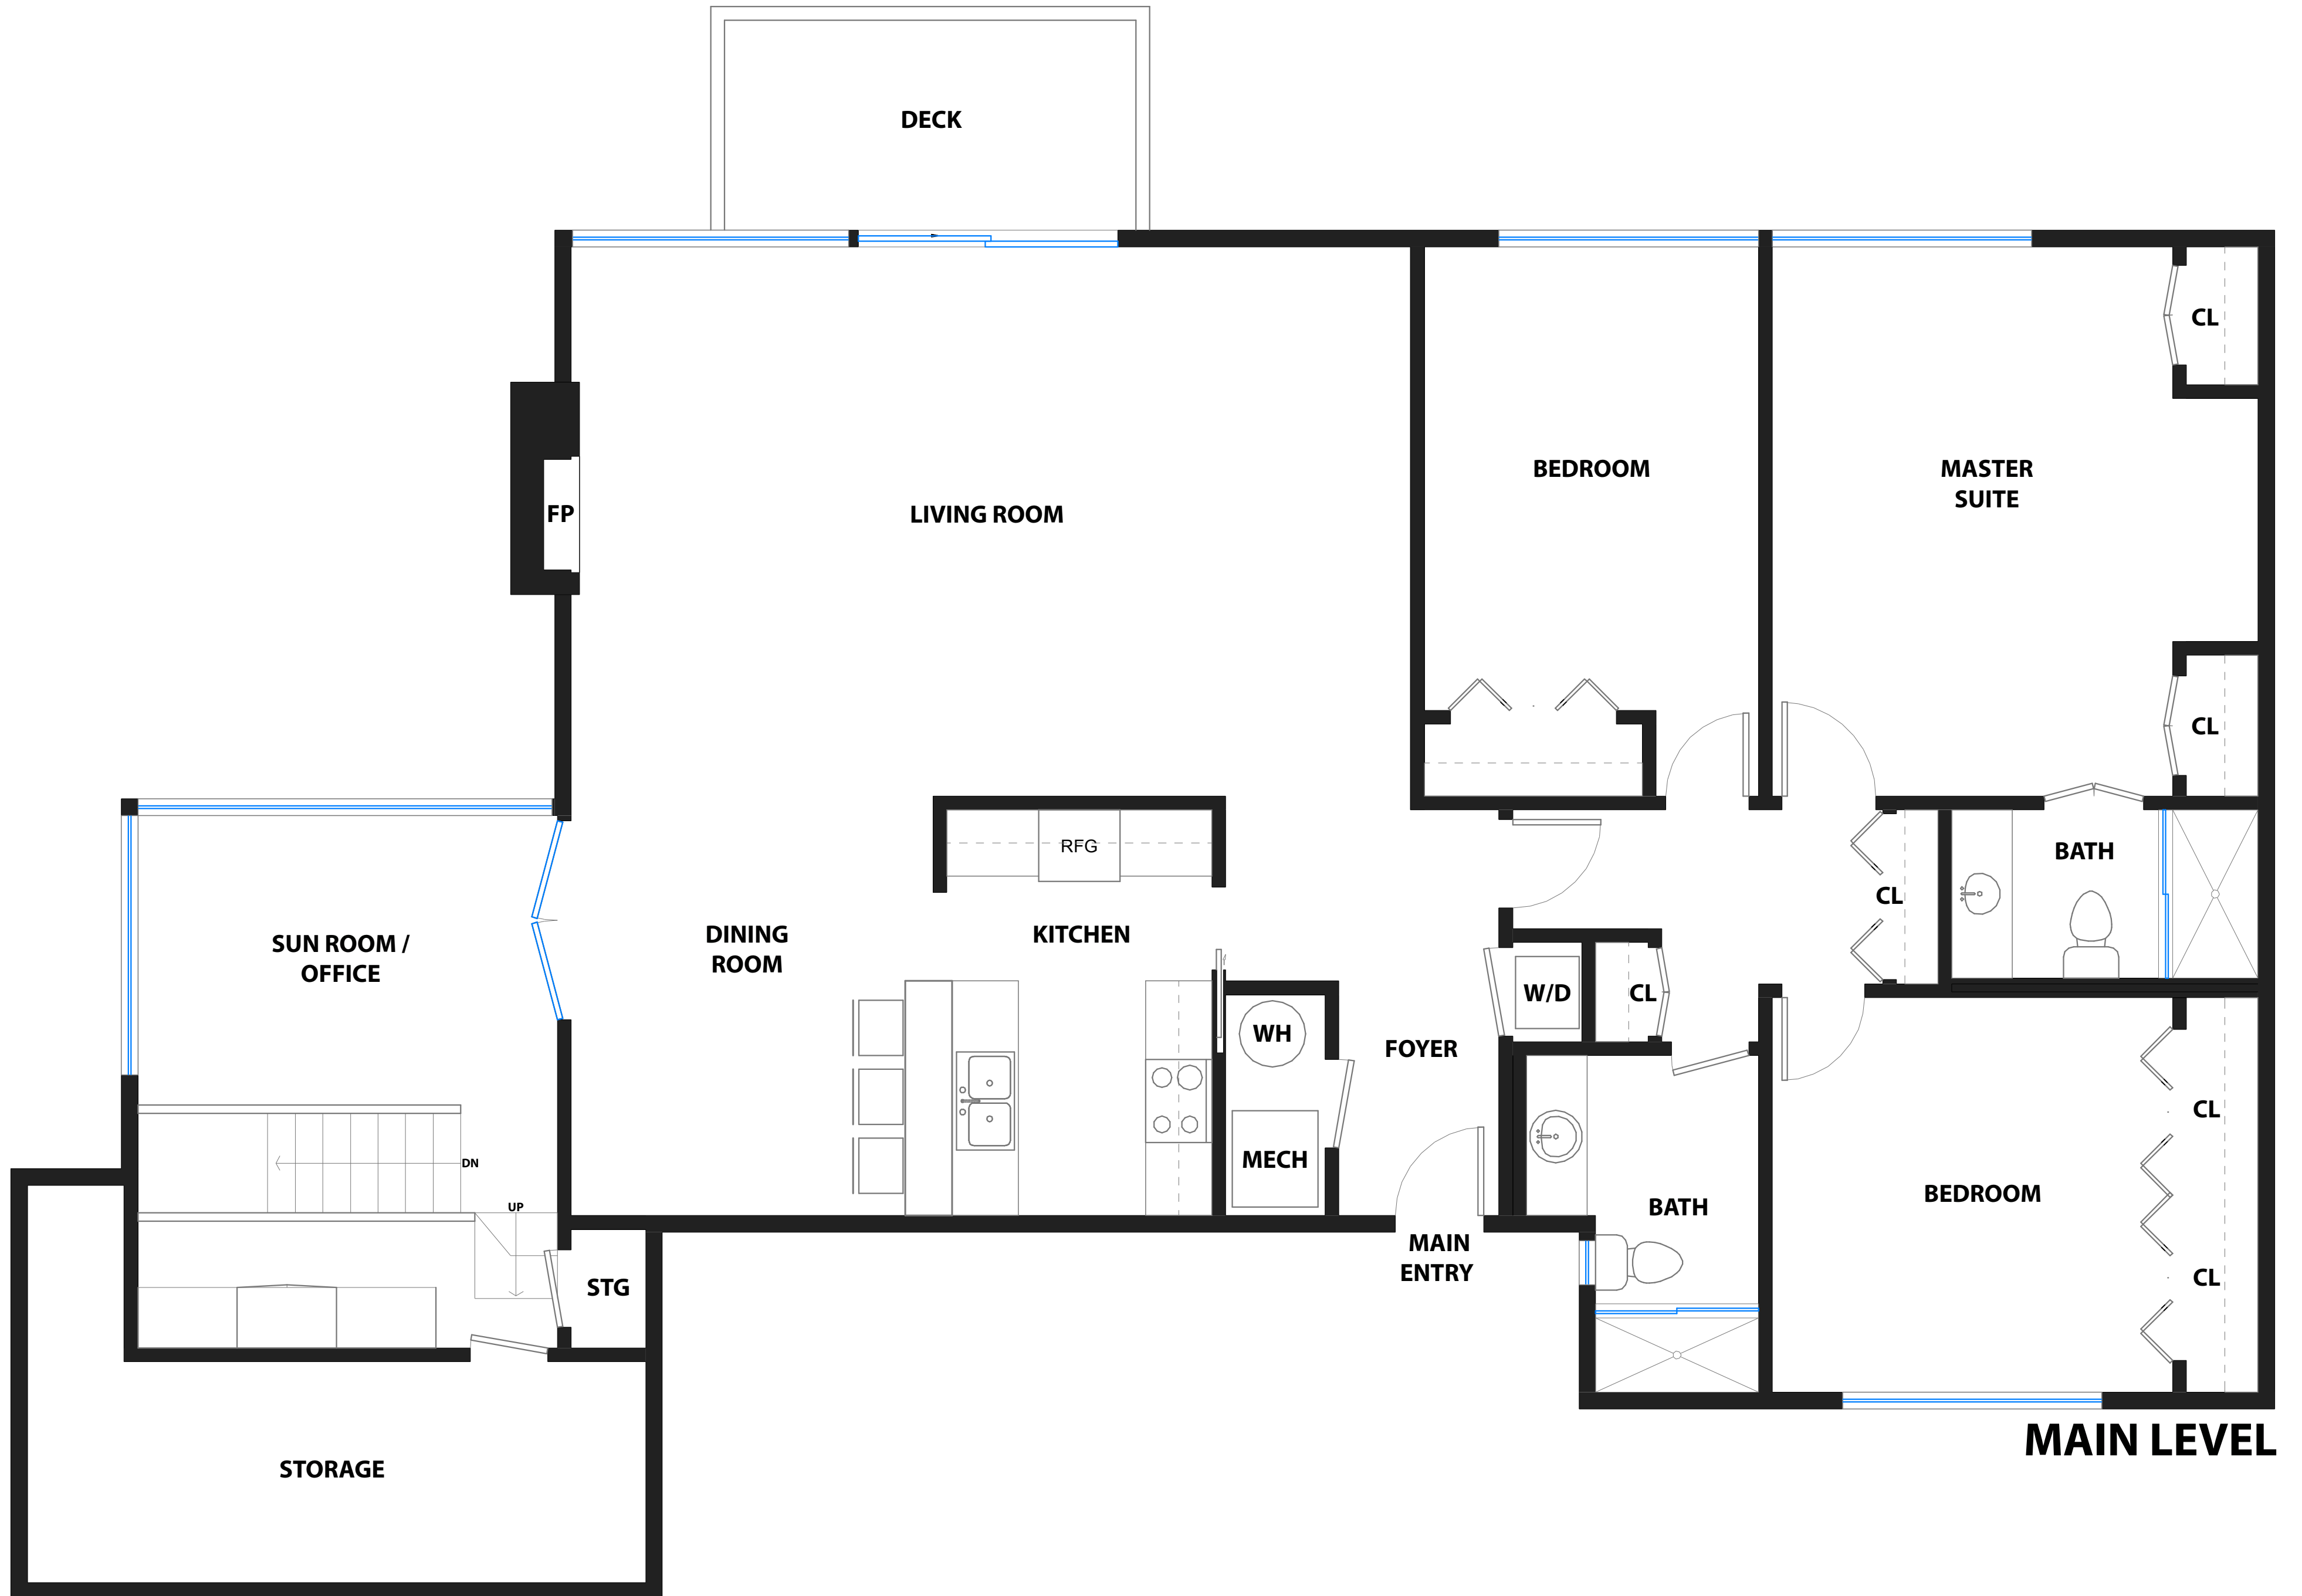 DECK
CL
BEDROOM
MASTER
SUITE
FP
LIVING ROOM
CL
RFG
BATH
CL
SUN ROOM /
OFFICE
DINING
ROOM
KITCHEN
W/D
CL
WH
FOYER
CL
DN
MECH
BEDROOM
UP
BATH
MAIN
ENTRY
STG
CL
MAIN LEVEL
STORAGE